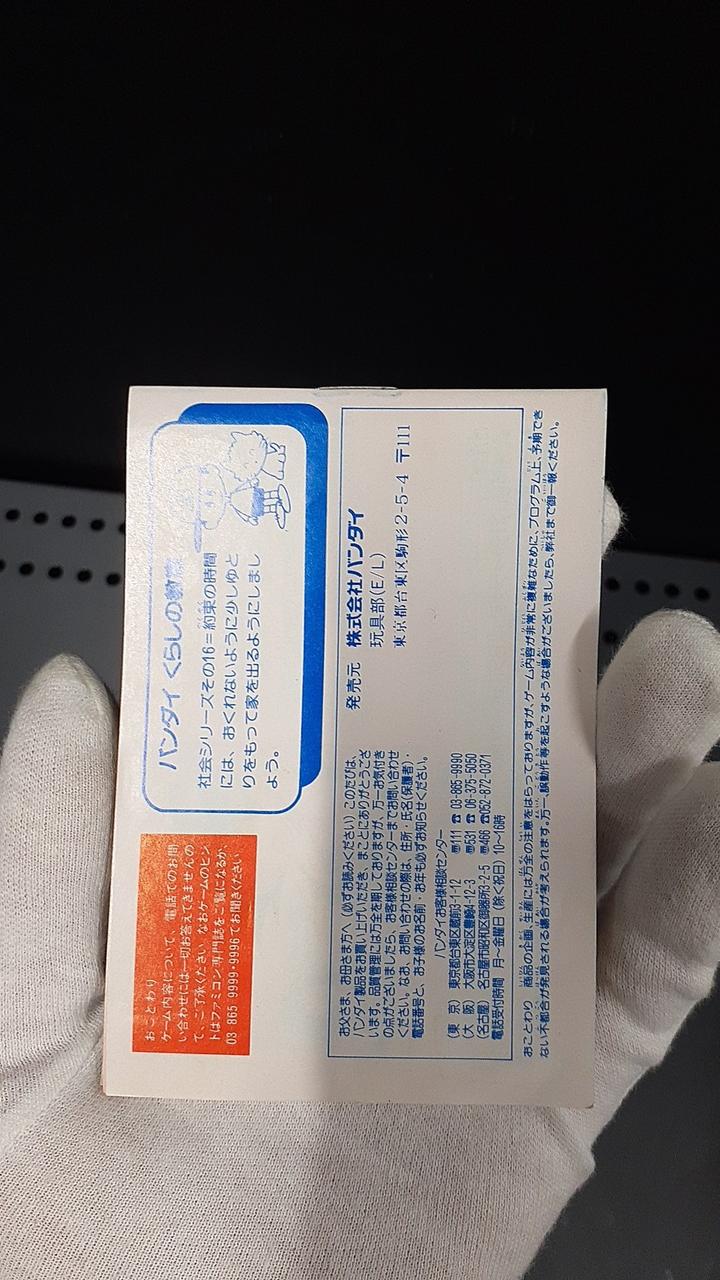 おことわり
ゲーム内容について、電話でのお問
い合わせには一切お答えできませんの
で、ご了承ください。なおゲームのヒン
トはファミコン専門誌をご覧になるか、
03 865 9999・9996でお聞きください
バンダイ くらしの
社会シリーズその16=約束の時間
には、おくれないように少しゆと
りをもって家を出るようにしまし
ょう。
お父さま、お母さま方へ (必ずお読みください) このたびは、
バンダイ製品をお買い上げいただき、まことにありがとうござ
います。品質管理には万全を期しておりますが、万一お気付き
の点がございましたら、お客様相談センターまでお問い合わせ
ください。なお、お問い合わせの際は、住所・氏名(保護者)・
電話番号と、お子様のお名前・お年も必ずお知らせください。
バンダイお客様相談センター
(東 京) 東京都台東区蔵前3-1-12 〠111 ☎ 03-865-9990
(大 阪) 大阪市大淀区豊崎4-12-3 〠531 ☎ 06-375-5050
(名古屋) 名古屋市昭和区御器所3-2-5 〠466 ☎052-872-0371
電話受付時間 月〜金曜日 (除く祝日) 10〜16時
発売元 株式会社バンダイ
玩具部(E/L)
東京都台東区駒形2-5-4 〒111
おことわり 商品の企画、生産には万全の注意をはらっておりますが、ゲーム内容が非常に複雑なために、プログラム上、予期でき
ない不都合が発見される場合が考えられます。万一、誤動作等を起こすような場合がございましたら、弊社まで御一報ください。